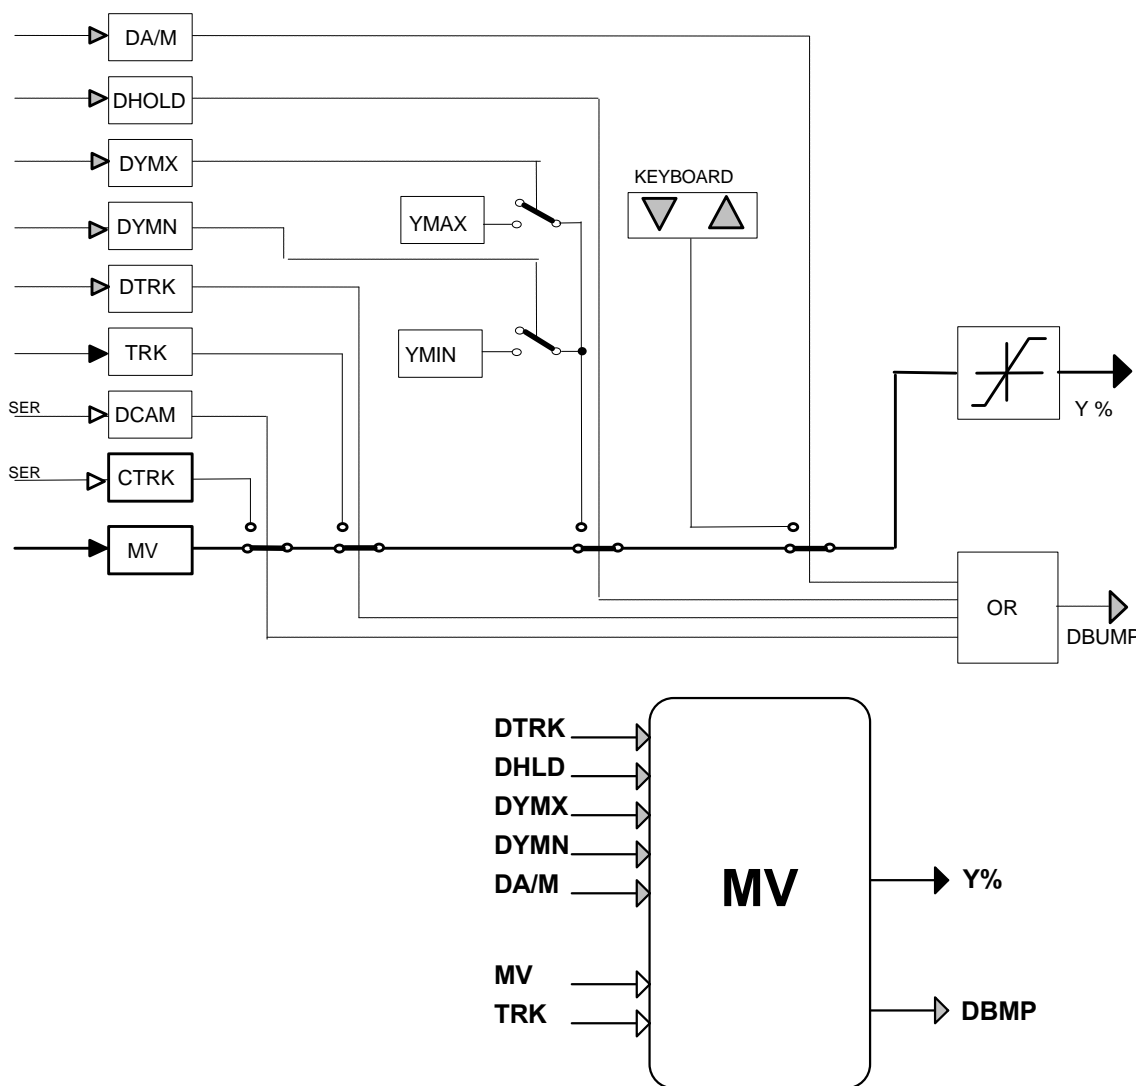 DA/M
DHOLD
DYMX
KEYBOARD
YMAX
DYMN
DTRK
TRK
YMIN
SER
DCAM
Y %
SER
CTRK
MV
OR
DBUMP
DTRK
DHLD
DYMX
DYMN
DA/M
MV
Y%
MV
TRK
DBMP